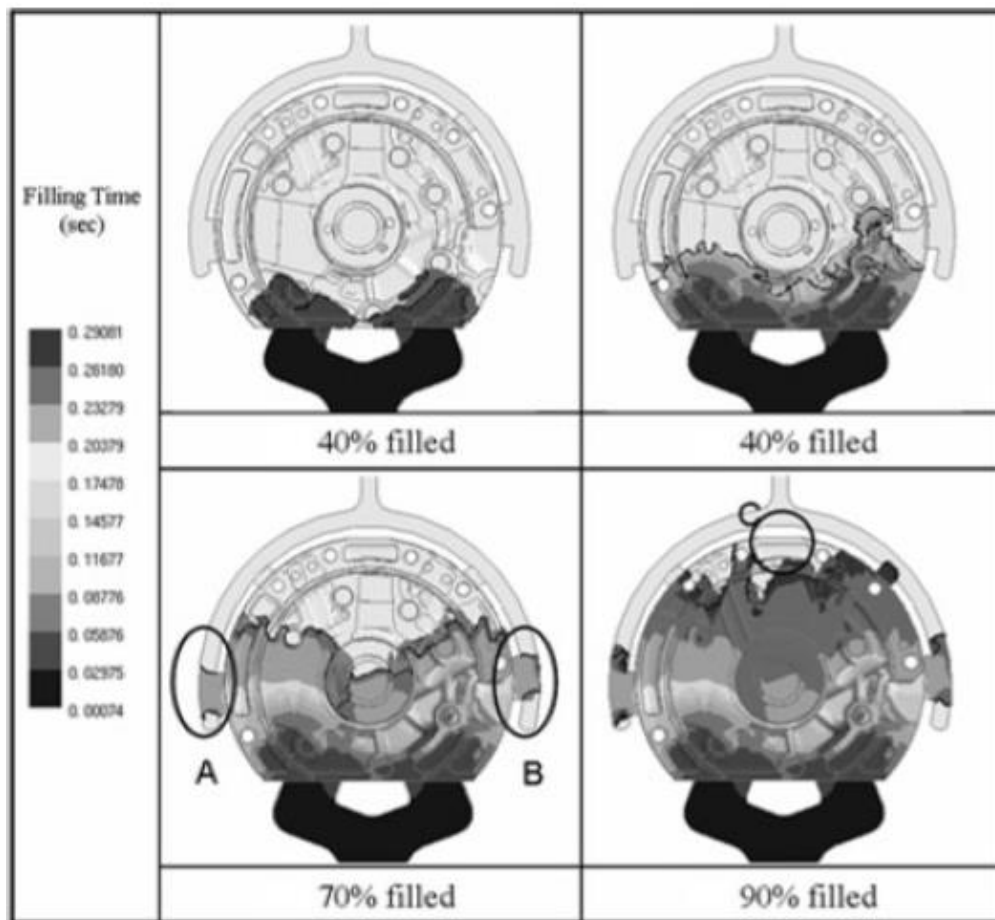 Filling Time
(sec)
0.29081
0.26180
0.23279
0.20379
0.17478
0.14577
0.11677
0.08776
0.05876
0.02975
0.00074
40% filled
40% filled
A
B
C
70% filled
90% filled